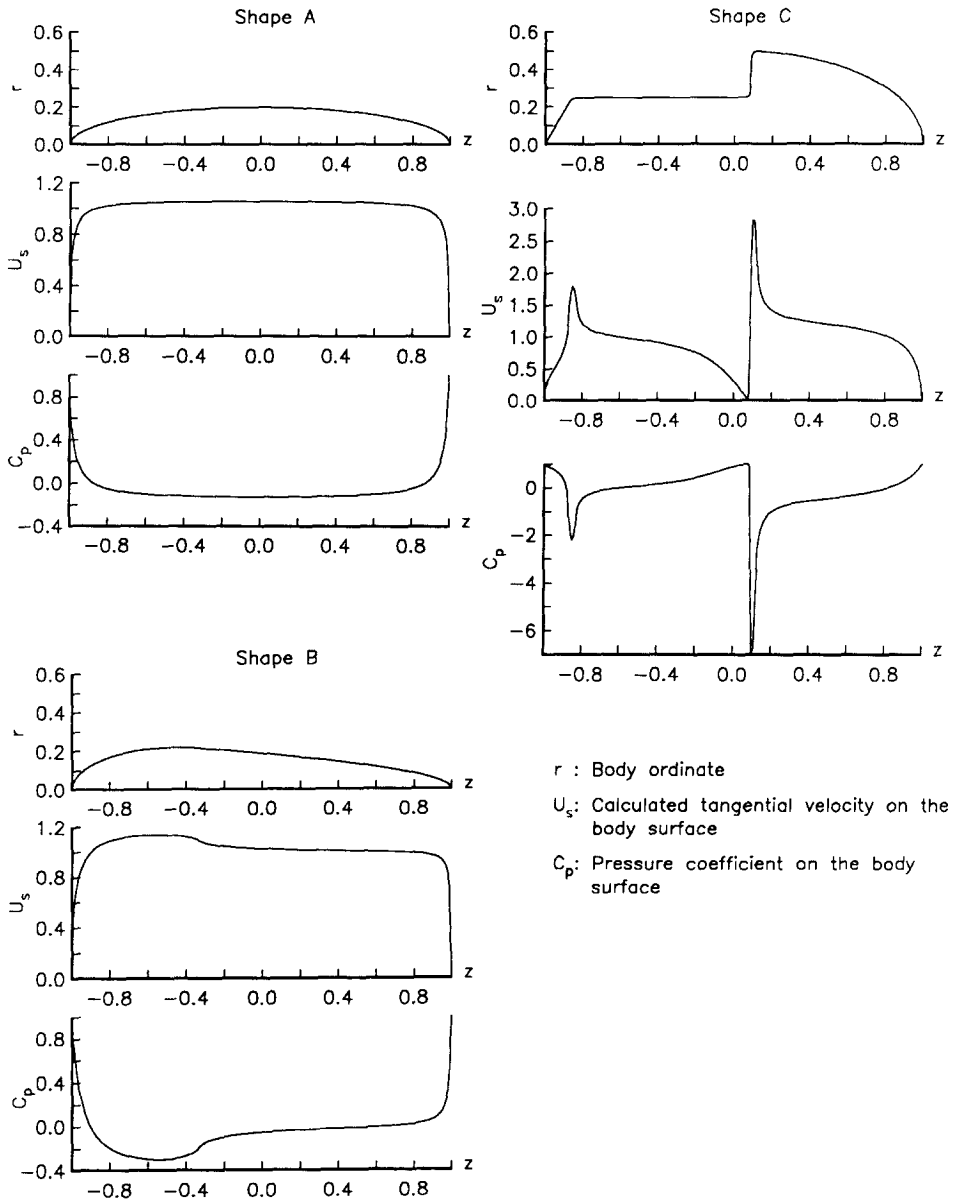 Shape A
0.6
0.4
r
0.2
0.0
z
−0.8 −0.4 0.0 0.4 0.8
1.2
0.8
U_s
0.4
0.0
z
−0.8 −0.4 0.0 0.4 0.8
0.8
0.4
C_p
0.0
−0.4
z
−0.8 −0.4 0.0 0.4 0.8
Shape B
0.6
0.4
r
0.2
0.0
z
−0.8 −0.4 0.0 0.4 0.8
1.2
0.8
U_s
0.4
0.0
z
−0.8 −0.4 0.0 0.4 0.8
0.8
0.4
C_p
0.0
−0.4
z
−0.8 −0.4 0.0 0.4 0.8
Shape C
0.6
0.4
r
0.2
0.0
z
−0.8 −0.4 0.0 0.4 0.8
3.0
2.5
2.0
U_s
1.5
1.0
0.5
0.0
z
−0.8 −0.4 0.0 0.4 0.8
0
−2
C_p
−4
−6
z
−0.8 −0.4 0.0 0.4 0.8
r : Body ordinate
U_s: Calculated tangential velocity on the
body surface
C_p: Pressure coefficient on the body
surface